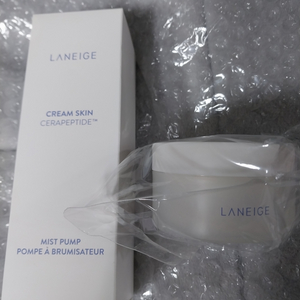 LANEIGE
CREAM SKIN
CERAPEPTIDE™
MIST PUMP
POMPE À BRUMISATEUR
LANEIGE